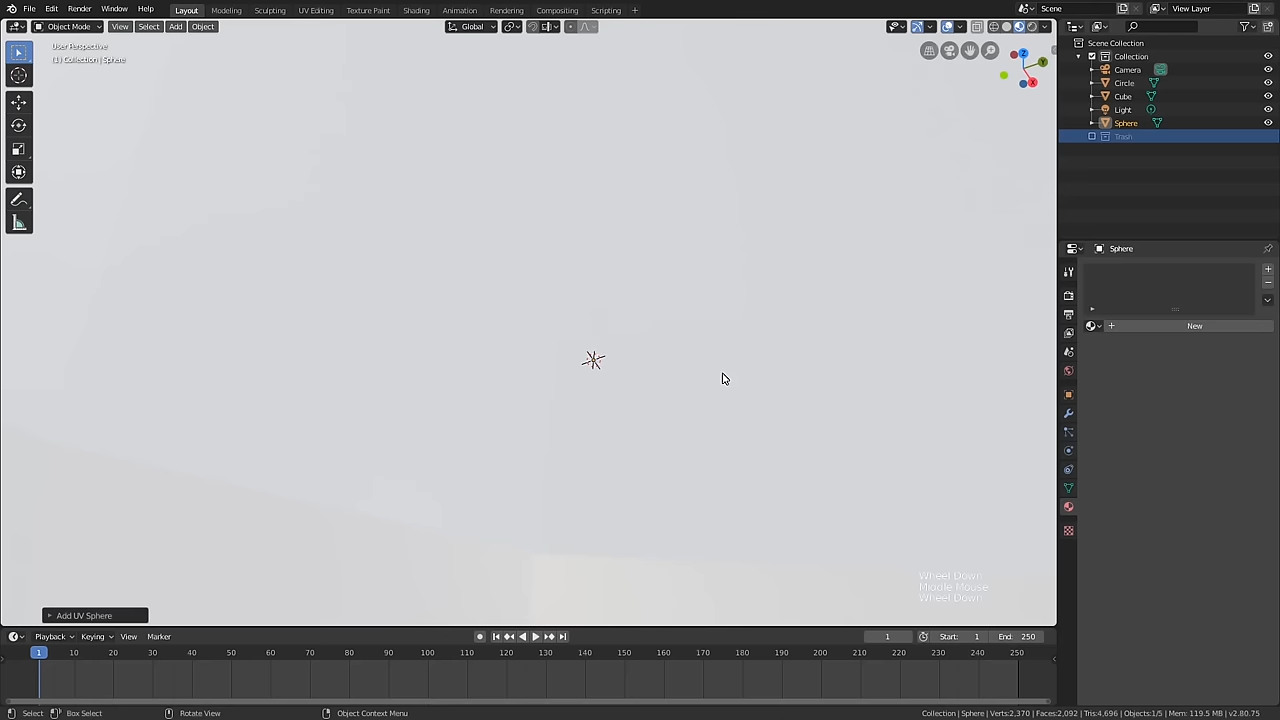 File Edit Render Window Help Layout Modeling Sculpting UV Editing Texture Paint Shading Animation Rendering Compositing Scripting + Scene View Layer
Object Mode View Select Add Object Global
User Perspective
(1) Collection | Sphere
Scene Collection
Collection
Camera
Circle
Cube
Light
Sphere
Trash
Z
Y
X
Sphere
New
Wheel Down
Middle Mouse
Wheel Down
Add UV Sphere
Playback Keying View Marker 1 Start: 1 End: 250
1 10 20 30 40 50 60 70 80 90 100 110 120 130 140 150 160 170 180 190 200 210 220 230 240 250
Select Box Select Rotate View Object Context Menu Collection | Sphere | Verts:2,370 | Faces:2,092 | Tris:4,696 | Objects:1/5 | Mem: 119.5 MB | v2.80.75